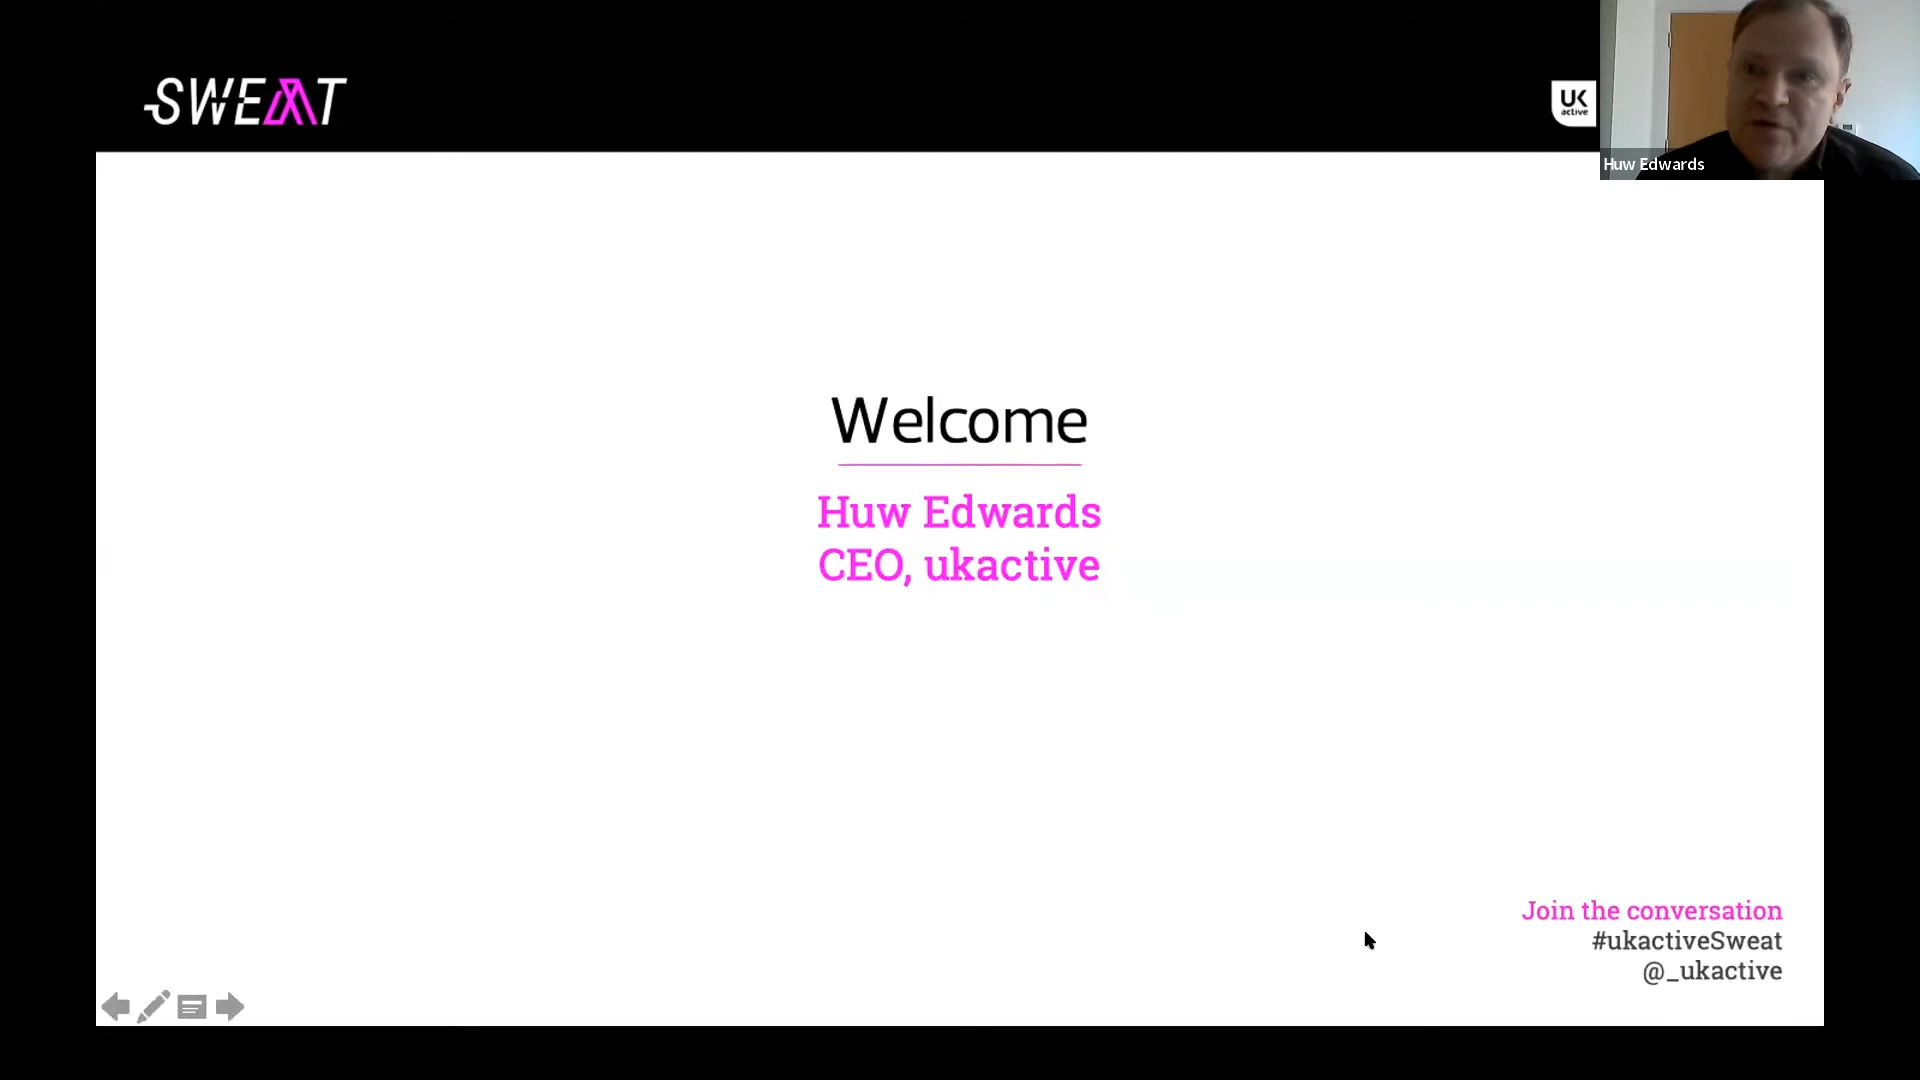 SWEAT
UK
active
Huw Edwards
Welcome
Huw Edwards
CEO, ukactive
Join the conversation
#ukactiveSweat
@_ukactive